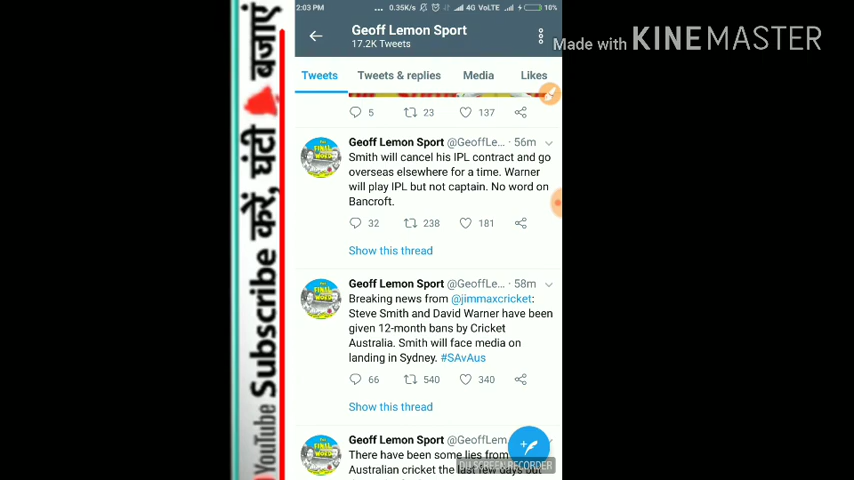 YouTube Subscribe करें, घंटी बजाएं
2:03 PM
... 0.35K/s 4G VoLTE 10%
Geoff Lemon Sport
17.2K Tweets
Made with KINEMASTER
Tweets Tweets & replies Media Likes
5 23 137
Geoff Lemon Sport @GeoffLe... · 56m
Smith will cancel his IPL contract and go
overseas elsewhere for a time. Warner
will play IPL but not captain. No word on
Bancroft.
32 238 181
Show this thread
Geoff Lemon Sport @GeoffLe... · 58m
Breaking news from @jimmaxcricket:
Steve Smith and David Warner have been
given 12-month bans by Cricket
Australia. Smith will face media on
landing in Sydney. #SAvAus
66 540 340
Show this thread
Geoff Lemon Sport @GeoffLem
There have been some lies from
Australian cricket the last few days but
DU SCREEN RECORDER